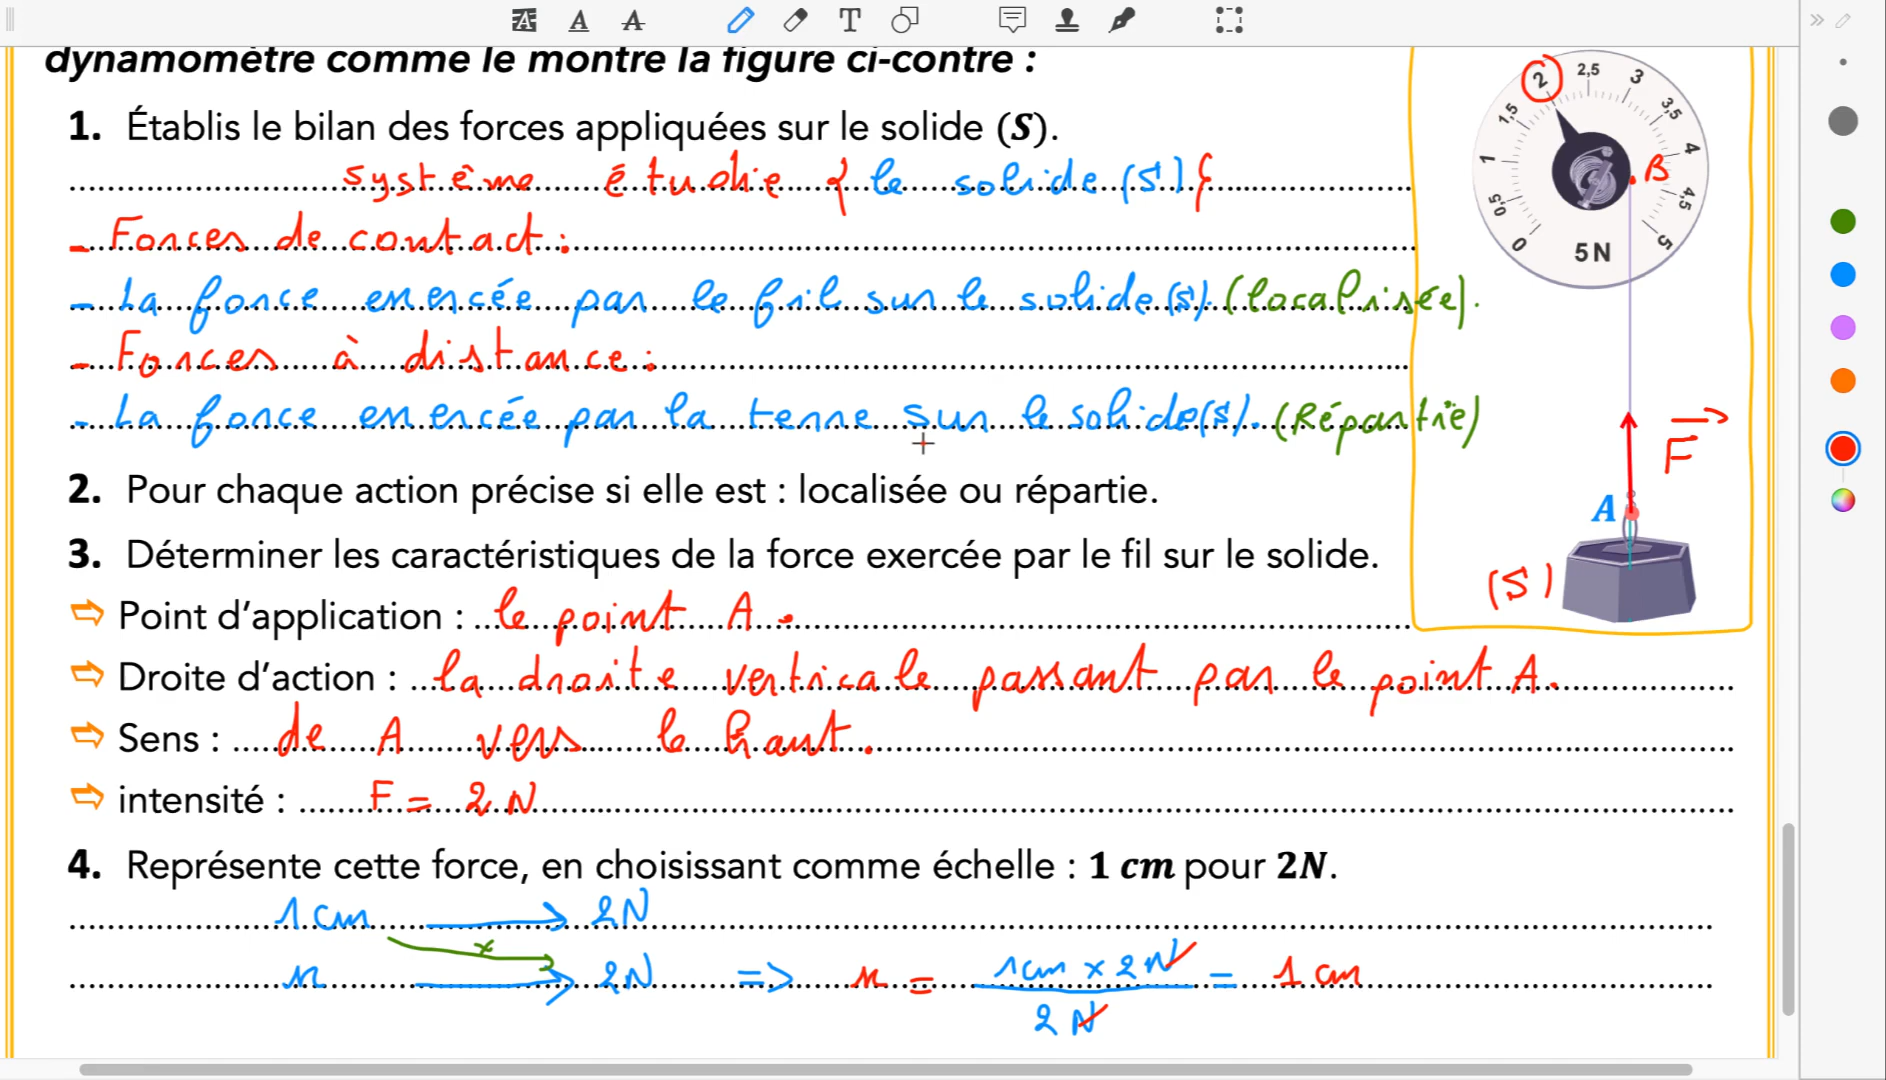 dynamomètre comme le montre la figure ci-contre :
1. Établis le bilan des forces appliquées sur le solide (S).
système étudié { le solide (S) }
- Forces de contact :
- La force exercée par le fil sur le solide (S). (localisée).
- Forces à distance :
- La force exercée par la terre sur le solide (S). (Répartie)
2. Pour chaque action précise si elle est : localisée ou répartie.
3. Déterminer les caractéristiques de la force exercée par le fil sur le solide.
⇨ Point d’application : le point A.
⇨ Droite d’action : la droite verticale passant par le point A.
⇨ Sens : de A vers le haut.
⇨ intensité : F = 2 N
4. Représente cette force, en choisissant comme échelle : 1 cm pour 2N.
1 cm → 2N
x → 2N => x = 1cm × 2N / 2N = 1 cm
0 0,5 1 1,5 2 2,5 3 3,5 4 4,5 5
5 N
B
F
A
(S)